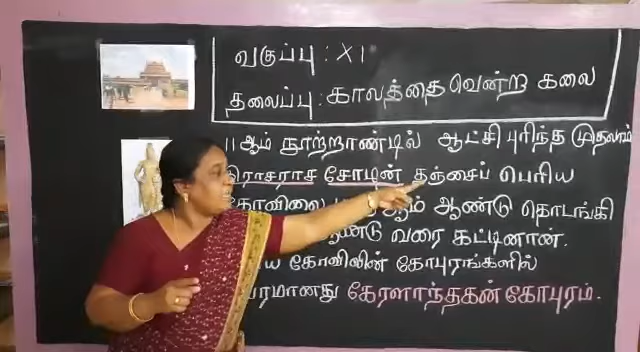 வகுப்பு : XI
தலைப்பு : காலத்தை வென்ற கலை
11ஆம் நூற்றாண்டில் ஆட்சி புரிந்த முதலாம்
இராசராச சோழன் தஞ்சைப் பெரிய
கோவிலை ஆம் ஆண்டு தொடங்கி
ஆண்டு வரை கட்டினான்.
கோவிலின் கோபுரங்களில்
கேரளாந்தகன் கோபுரம்.